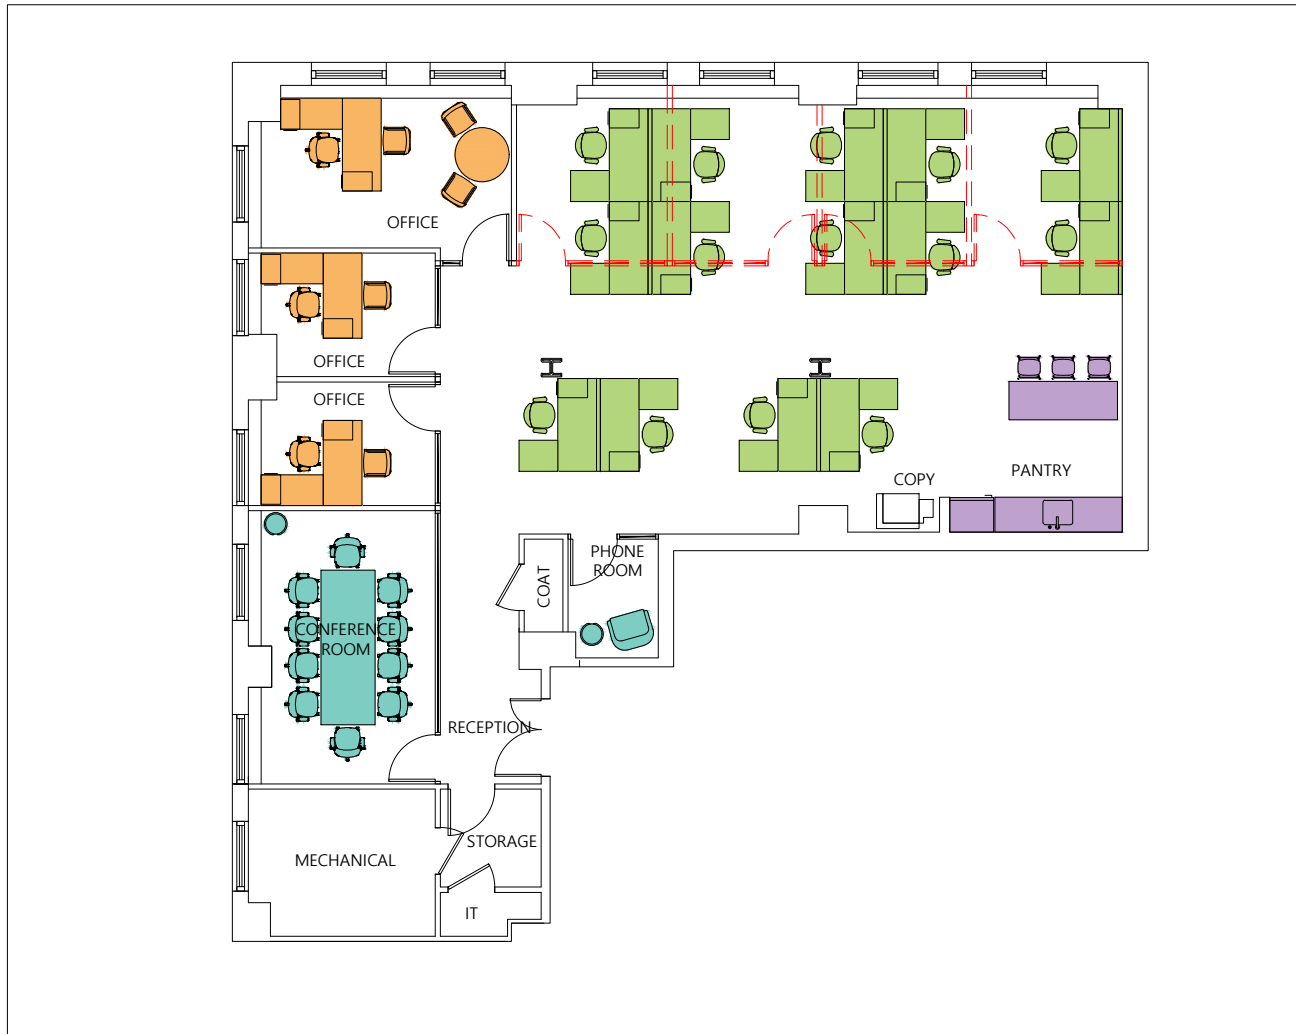 OFFICE
OFFICE
OFFICE
COPY
PANTRY
PHONE
ROOM
COAT
CONFERENCE
ROOM
RECEPTION
STORAGE
MECHANICAL
IT